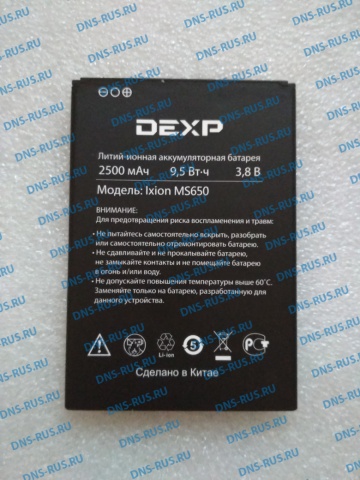 DEXP
Литий-ионная аккумуляторная батарея
2500 мАч 9,5 Вт·ч 3,8 В
Модель: Ixion MS650
ВНИМАНИЕ:
Для предотвращения риска воспламенения и травм:
• Не пытайтесь самостоятельно вскрыть, разобрать
или самостоятельно отремонтировать батарею.
• Не сдавливайте и не прокалывайте батарею,
не замыкайте контакты и не помещайте батарею
в огонь и/или воду.
• Не допускайте повышения температуры выше 60˚C.
Заменяйте только на батарею, разработанную для
данного устройства.
Li-ion
5
Сделано в Китае
DNS-RUS.RU